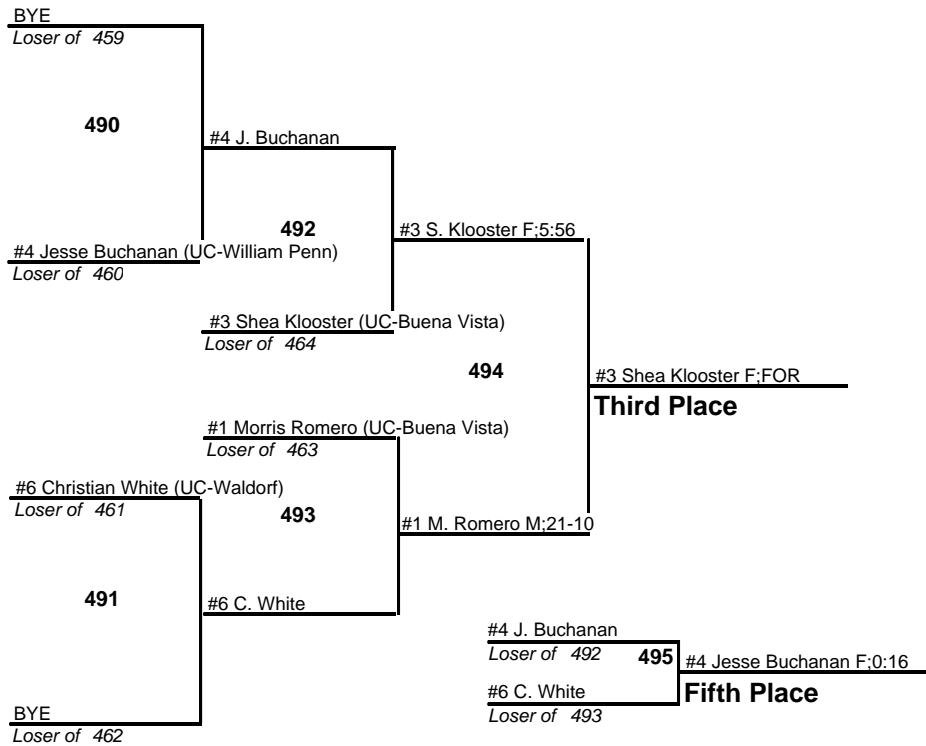 BYE
Loser of 459
490
#4 J. Buchanan
492
#3 S. Klooster F;5:56
#4 Jesse Buchanan (UC-William Penn)
Loser of 460
#3 Shea Klooster (UC-Buena Vista)
Loser of 464
494
#3 Shea Klooster F;FOR
Third Place
#1 Morris Romero (UC-Buena Vista)
Loser of 463
#6 Christian White (UC-Waldorf)
Loser of 461
493
#1 M. Romero M;21-10
491
#6 C. White
#4 J. Buchanan
Loser of 492
495
#4 Jesse Buchanan F;0:16
Fifth Place
#6 C. White
Loser of 493
BYE
Loser of 462